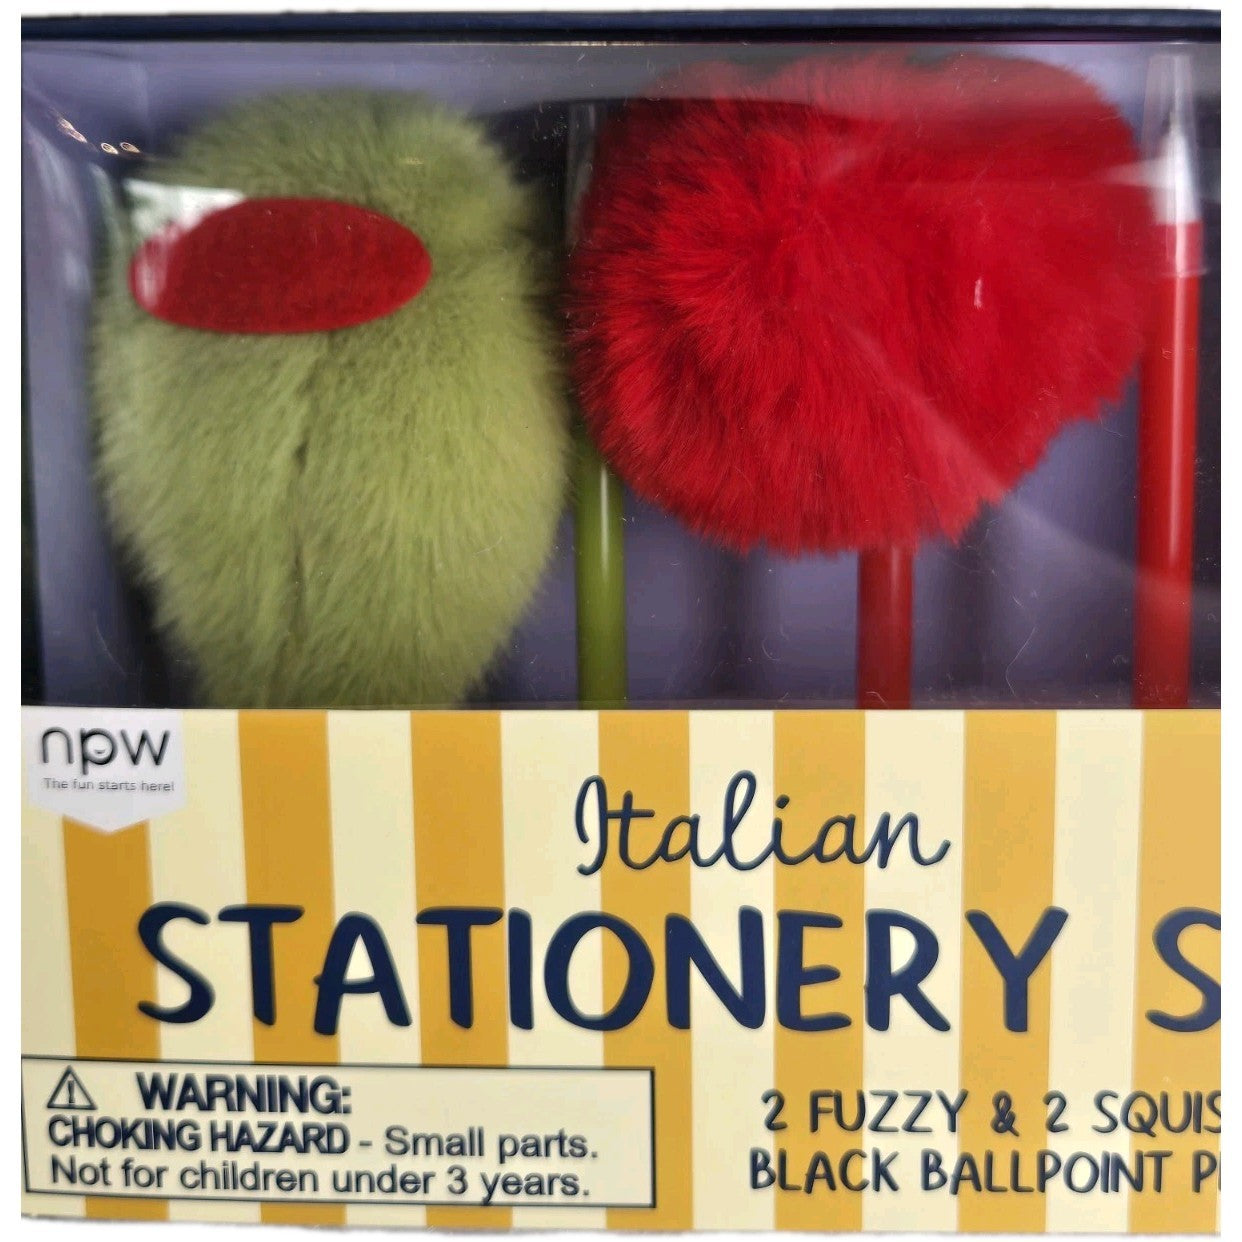 npw
The fun starts here!
Italian
STATIONERY
WARNING:
CHOKING HAZARD - Small parts.
Not for children under 3 years.
2 FUZZY & 2
BLACK BALLPOINT